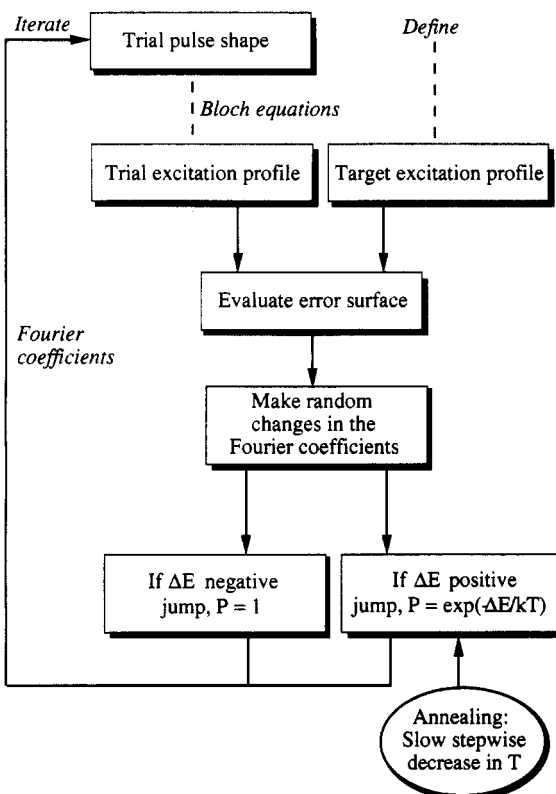 Iterate
Trial pulse shape
Define
Bloch equations
Trial excitation profile
Target excitation profile
Evaluate error surface
Fourier
coefficients
Make random
changes in the
Fourier coefficients
If ΔE negative
jump, P = 1
If ΔE positive
jump, P = exp(-ΔE/kT)
Annealing:
Slow stepwise
decrease in T